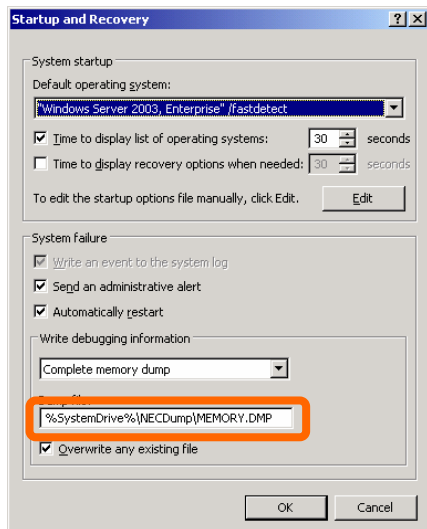 Startup and Recovery
System startup
Default operating system:
"Windows Server 2003, Enterprise" /fastdetect
Time to display list of operating systems: 30 seconds
Time to display recovery options when needed: 30 seconds
To edit the startup options file manually, click Edit. Edit
System failure
Write an event to the system log
Send an administrative alert
Automatically restart
Write debugging information
Complete memory dump
%SystemDrive%\NECDump\MEMORY.DMP
Overwrite any existing file
OK Cancel